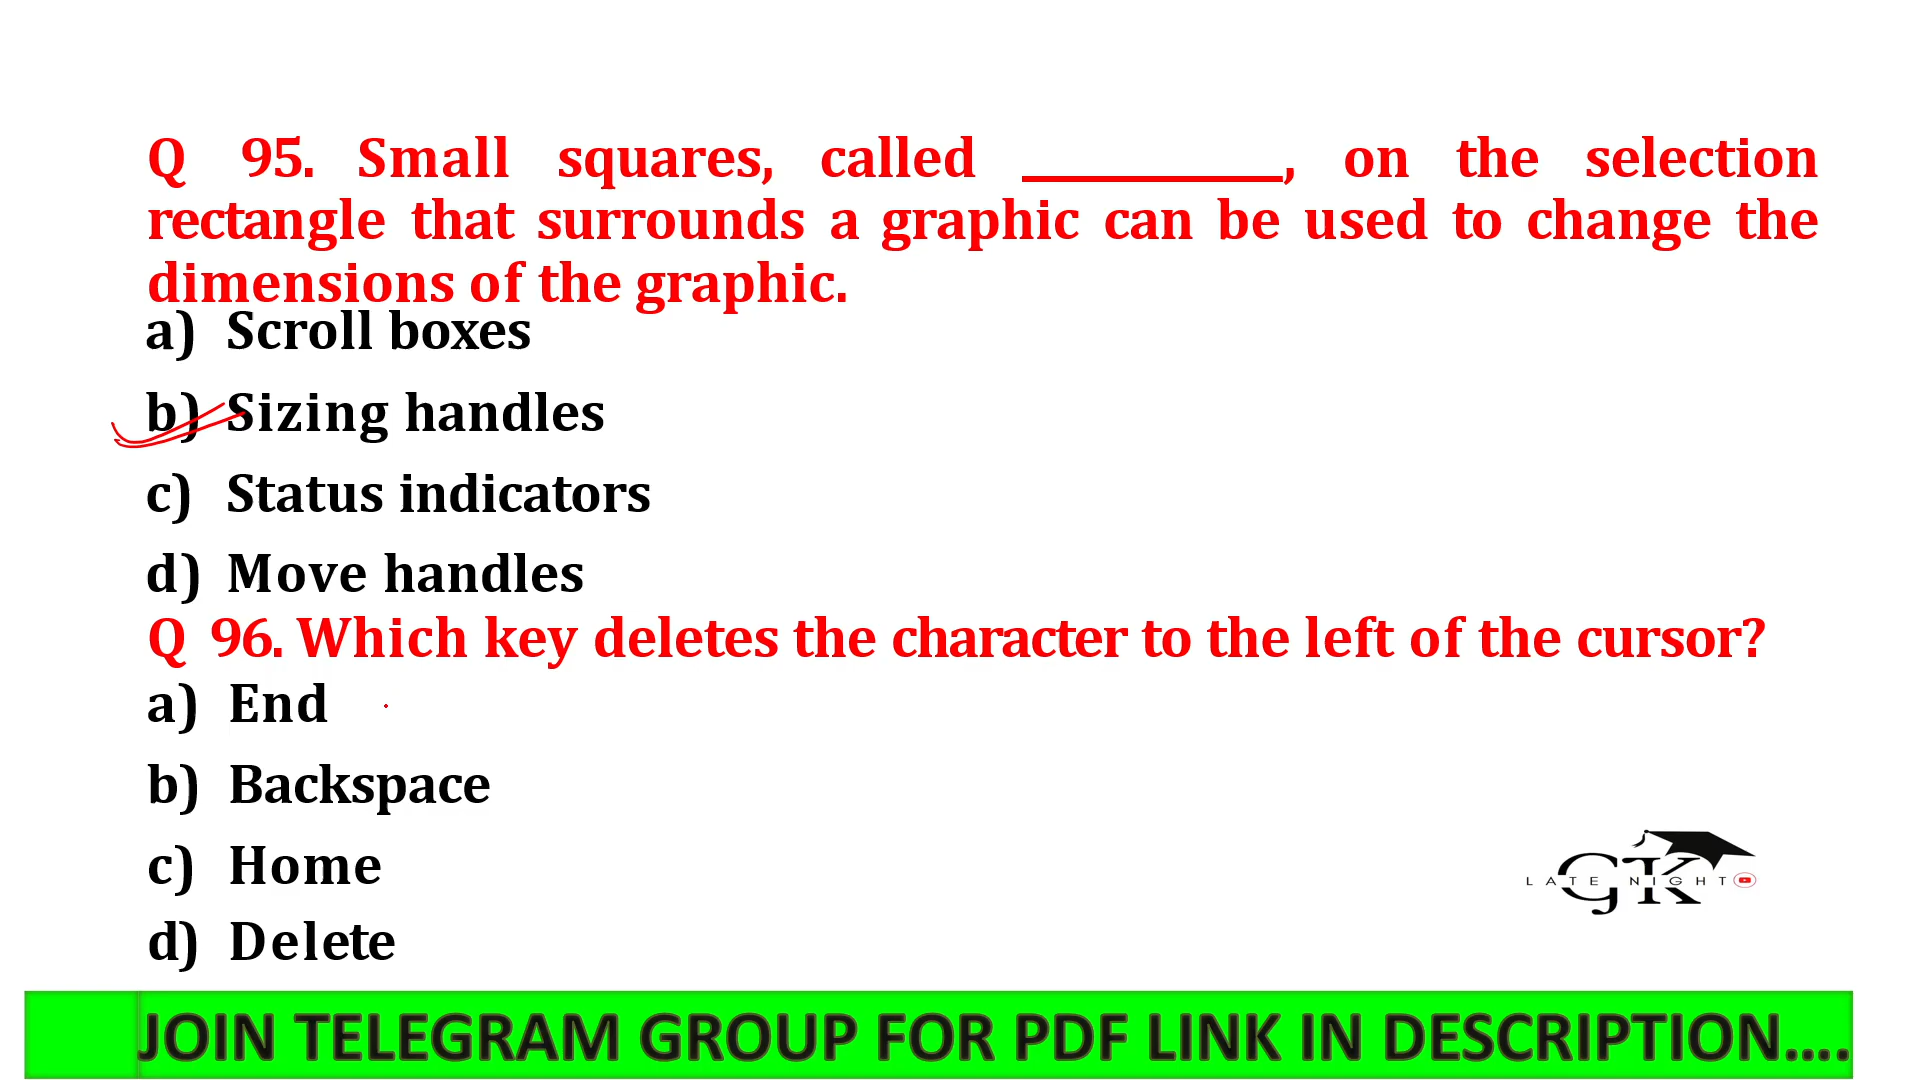 Q 95. Small squares, called __________, on the selection
rectangle that surrounds a graphic can be used to change the
dimensions of the graphic.
a) Scroll boxes
b) Sizing handles
c) Status indicators
d) Move handles
Q 96. Which key deletes the character to the left of the cursor?
a) End
b) Backspace
c) Home
d) Delete
GK
LATE NIGHT
JOIN TELEGRAM GROUP FOR PDF LINK IN DESCRIPTION....